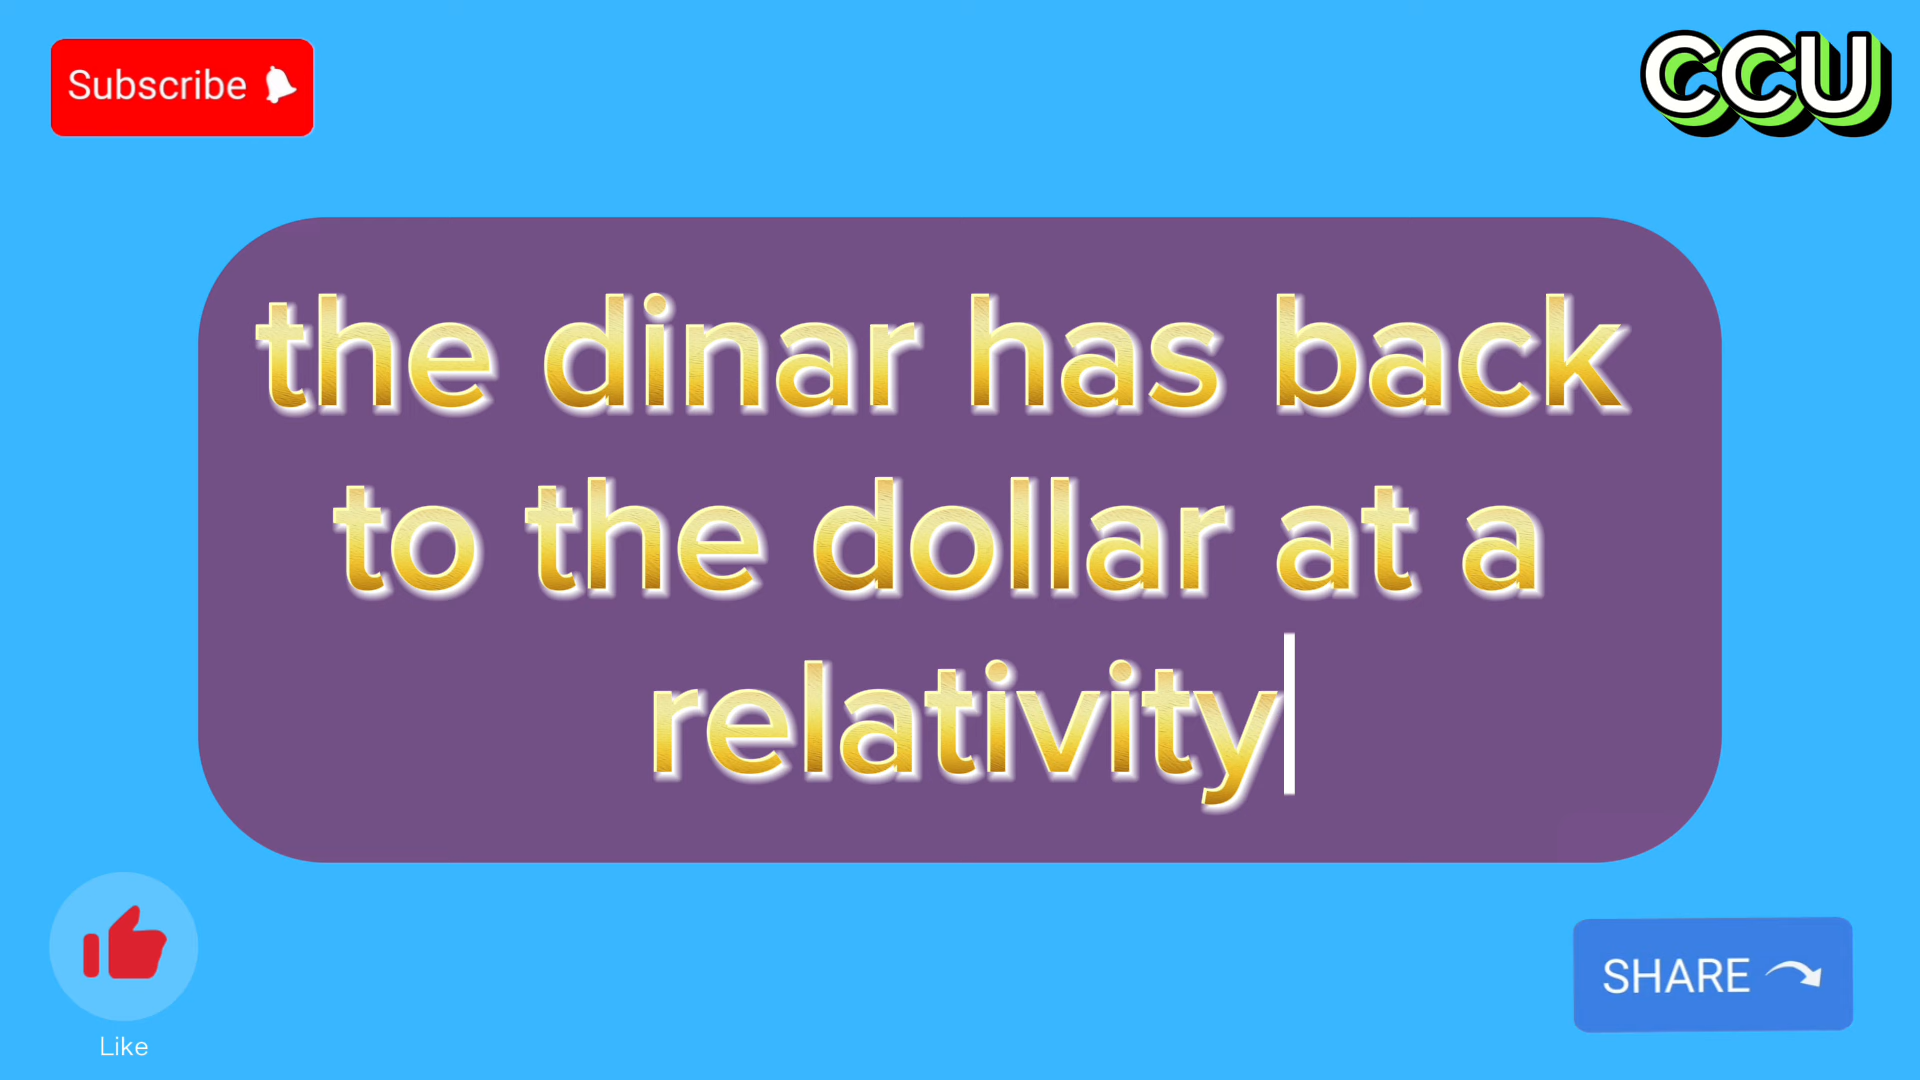 Subscribe
CCU
the dinar has back
to the dollar at a
relativity
Like
SHARE